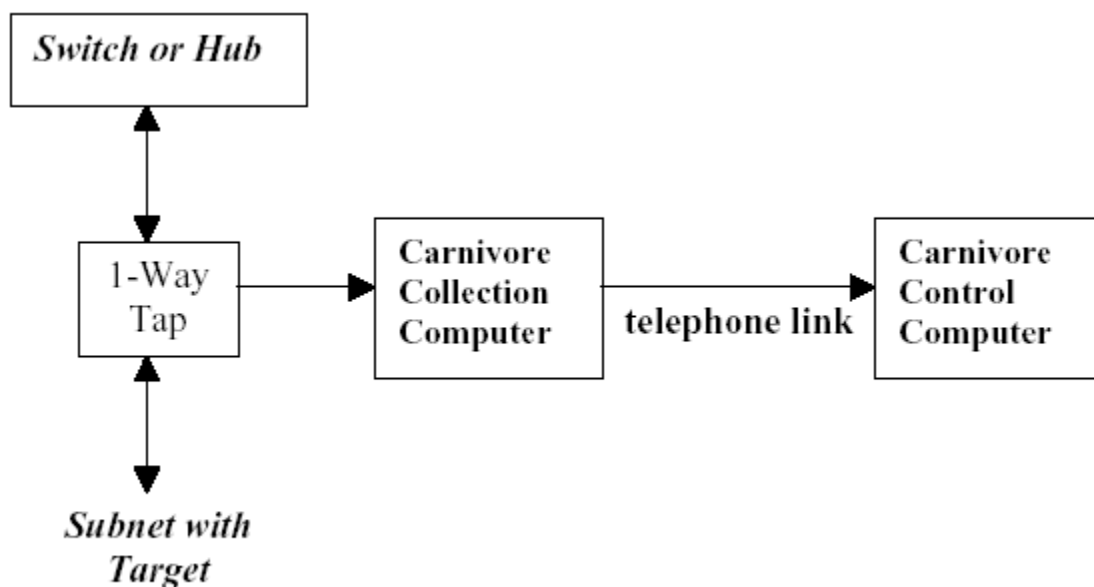 Switch or Hub
1-Way
Tap
Carnivore
Collection
Computer
telephone link
Carnivore
Control
Computer
Subnet with
Target